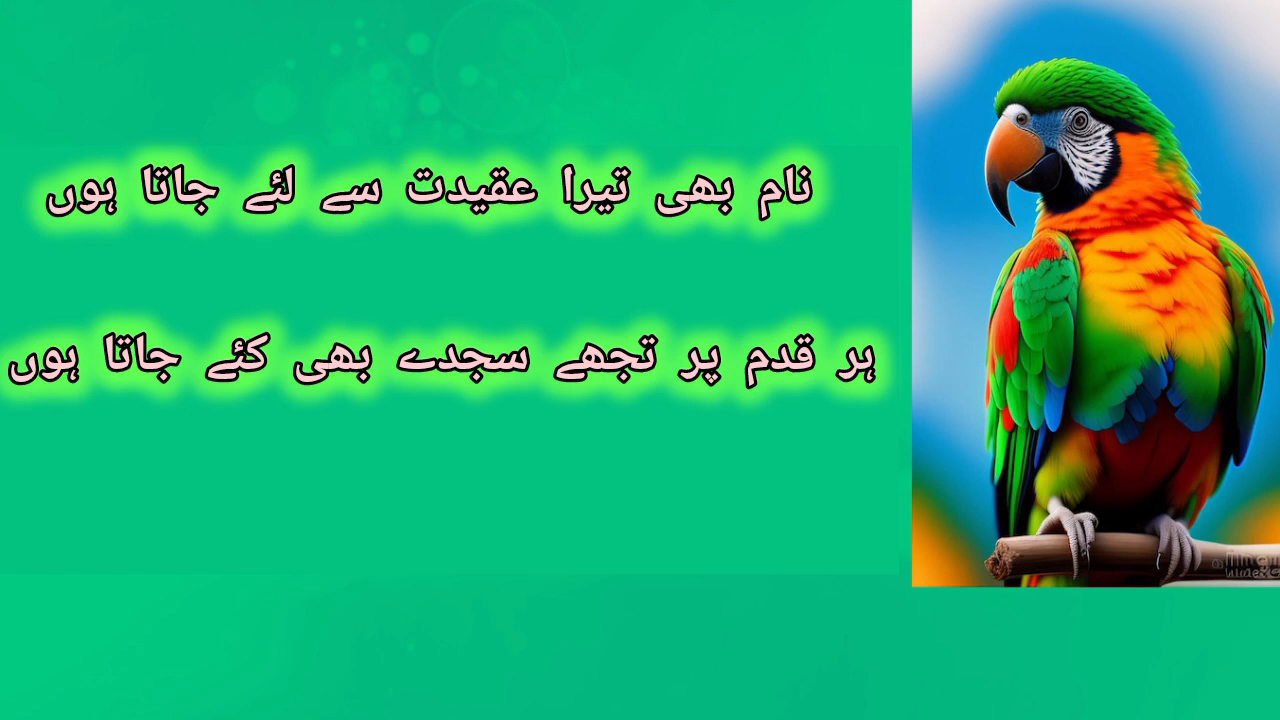 نام بھی تیرا عقیدت سے لئے جاتا ہوں
ہر قدم پر تجھے سجدے بھی کئے جاتا ہوں